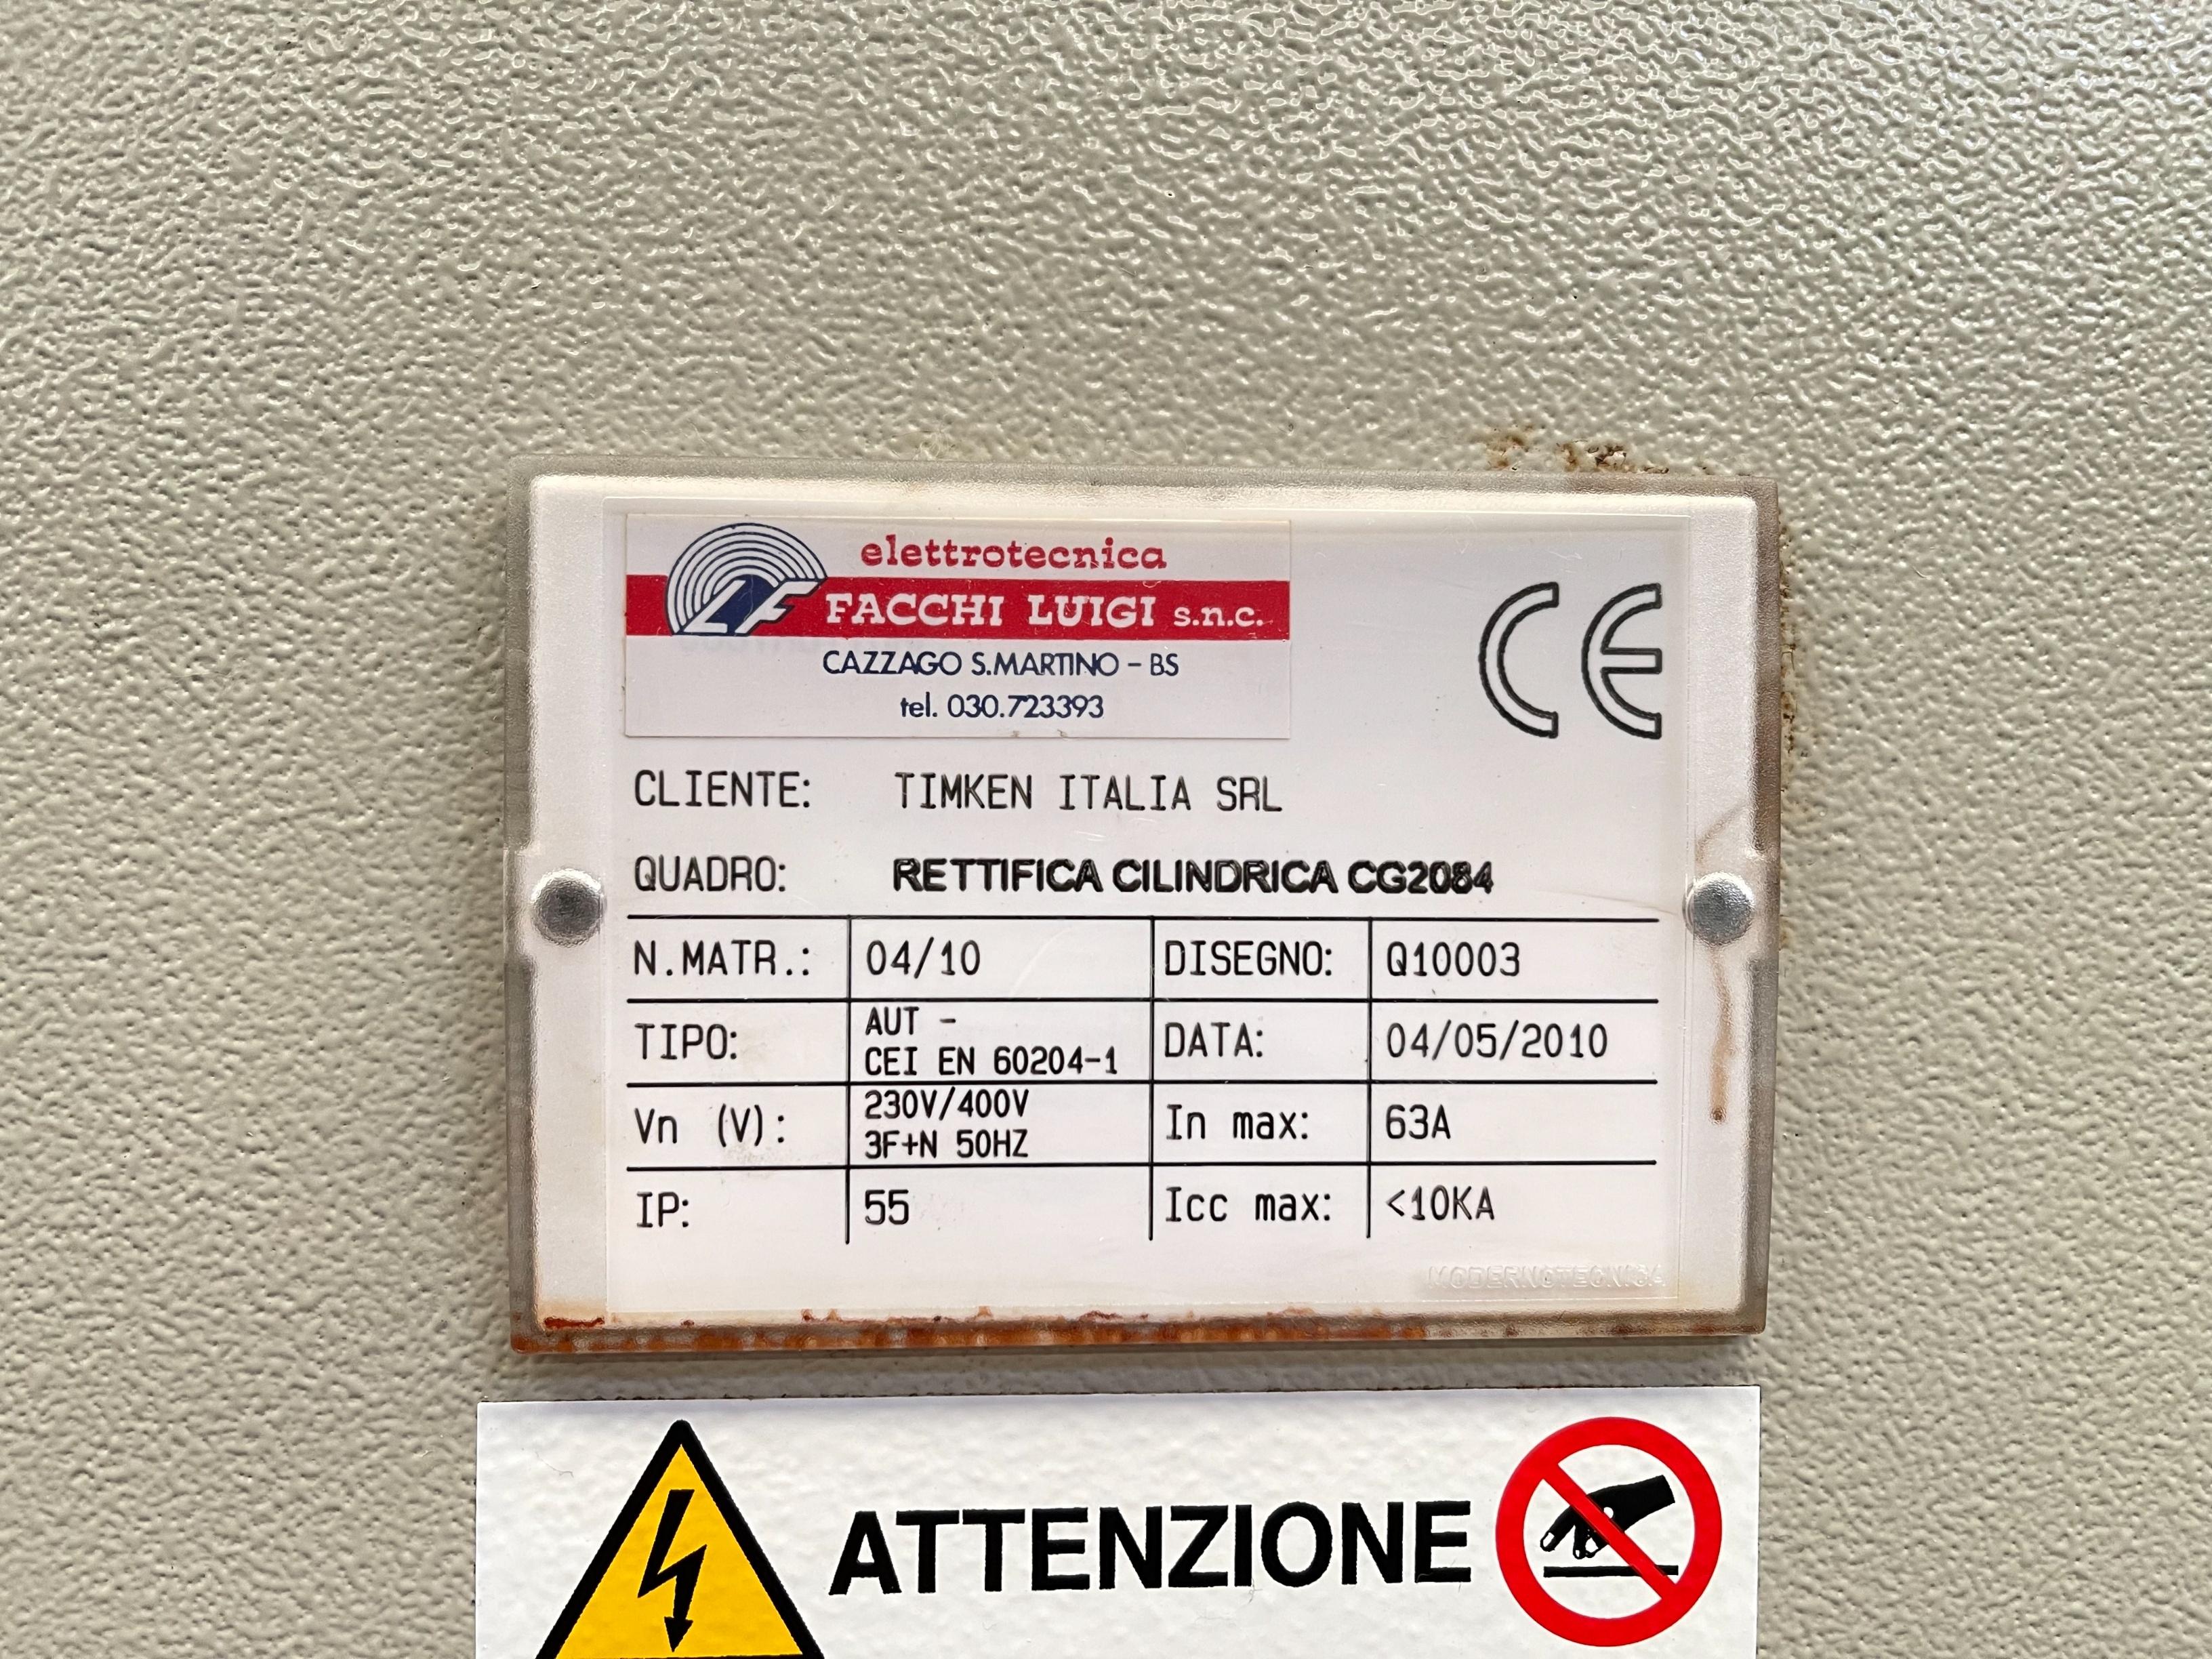 elettrotecnica
LF FACCHI LUIGI s.n.c.
CAZZAGO S.MARTINO - BS
tel. 030.723393
CE
CLIENTE: TIMKEN ITALIA SRL
QUADRO: RETTIFICA CILINDRICA CG2084
N.MATR.: 04/10 DISEGNO: Q10003
TIPO: AUT -
CEI EN 60204-1 DATA: 04/05/2010
Vn (V): 230V/400V
3F+N 50HZ In max: 63A
IP: 55 Icc max: <10KA
MODERNOTECNICA
ATTENZIONE